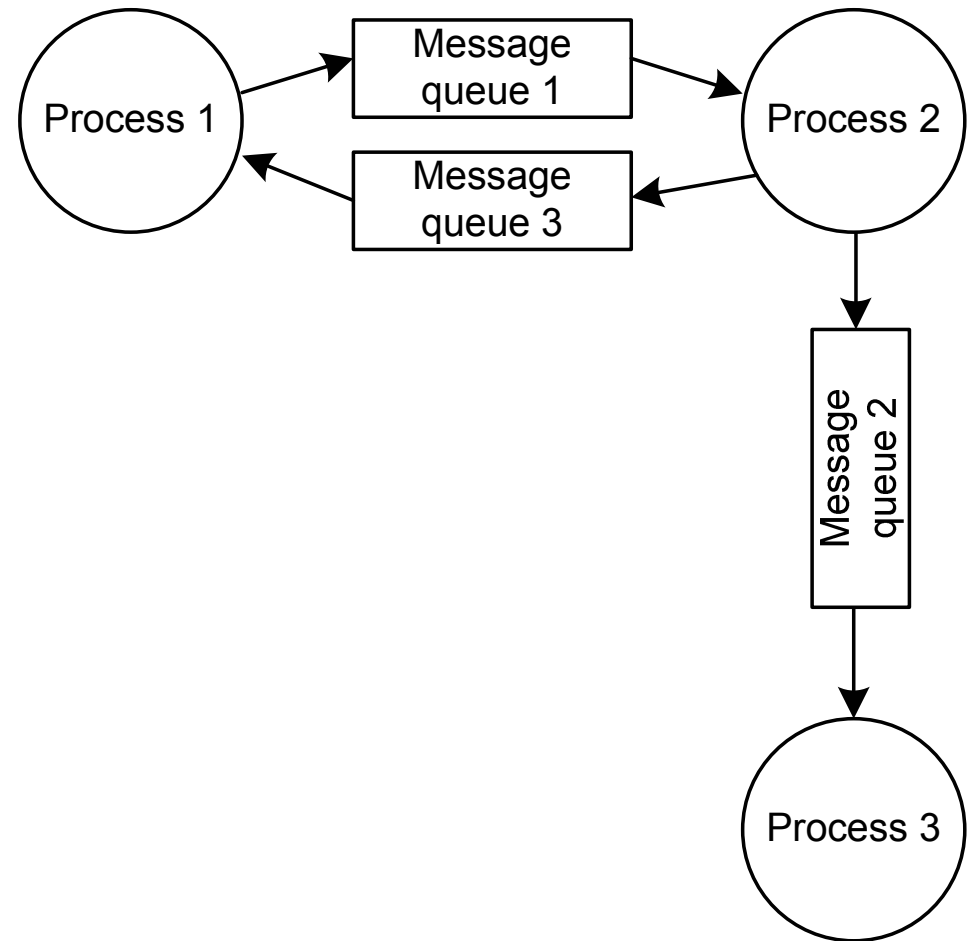 Process 1
Message
queue 1
Process 2
Message
queue 3
Message
queue 2
Process 3